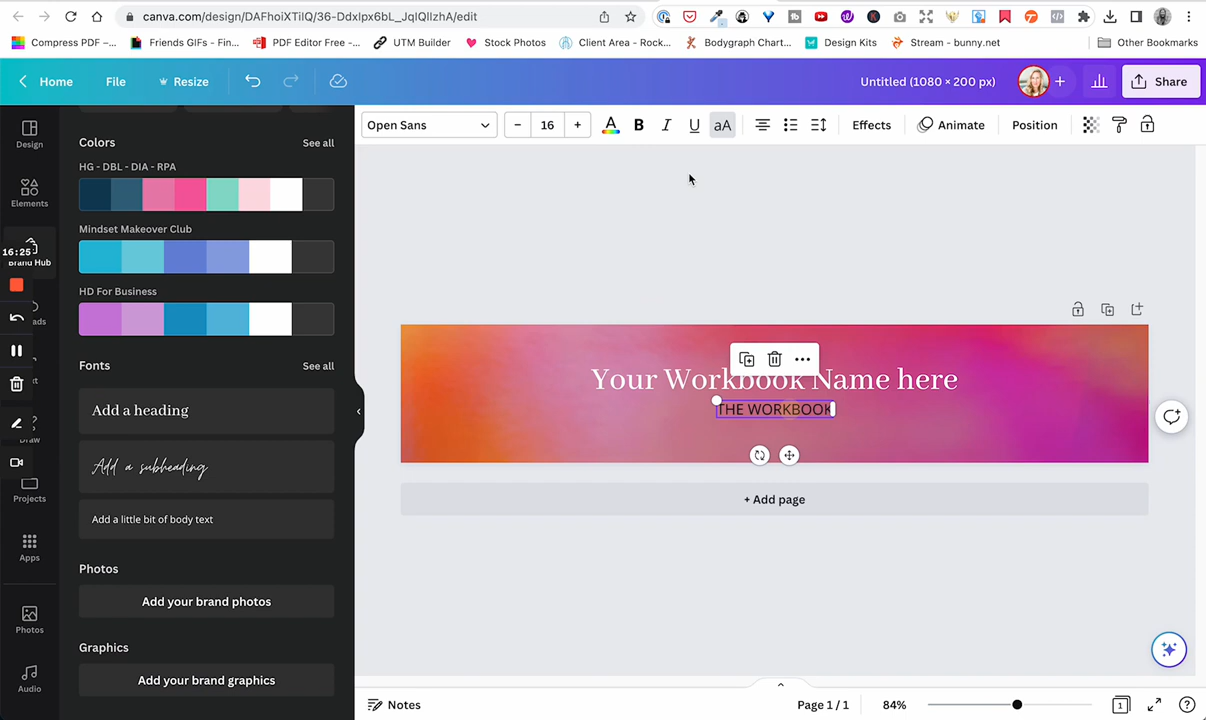 canva.com/design/DAFhoiXTiIQ/36-Ddxlpx6bL_JqlQIlzhA/edit
Compress PDF –... Friends GIFs - Fin... PDF Editor Free -... UTM Builder Stock Photos Client Area - Rock... Bodygraph Chart... Design Kits Stream - bunny.net Other Bookmarks
Home File Resize Untitled (1080 × 200 px) Share
Open Sans 16 A B I U aA Effects Animate Position
Design
Elements
16:25
Brand Hub
Draw
Projects
Apps
Photos
Audio
Colors See all
HG - DBL - DIA - RPA
Mindset Makeover Club
HD For Business
Fonts See all
Add a heading
Add a subheading
Add a little bit of body text
Photos
Add your brand photos
Graphics
Add your brand graphics
Your Workbook Name here
THE WORKBOOK
+ Add page
Notes Page 1 / 1 84% 1